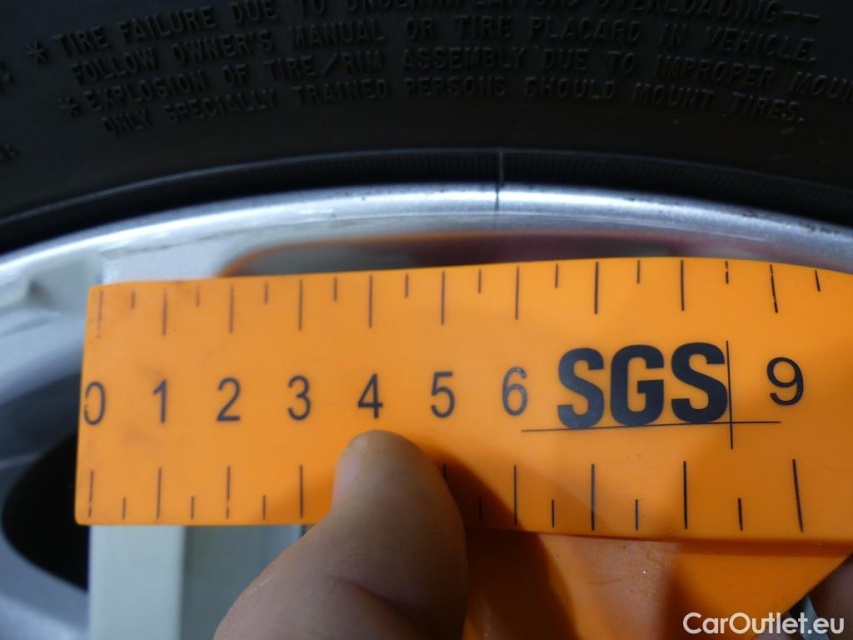 * TIRE FAILURE DUE TO UNDERINFLATION/OVERLOADING—
FOLLOW OWNER'S MANUAL OR TIRE PLACARD IN VEHICLE.
* EXPLOSION OF TIRE/RIM ASSEMBLY DUE TO IMPROPER
ONLY SPECIALLY TRAINED PERSONS SHOULD MOUNT TIRES.
0 1 2 3 4 5 6 SGS 9
CarOutlet.eu